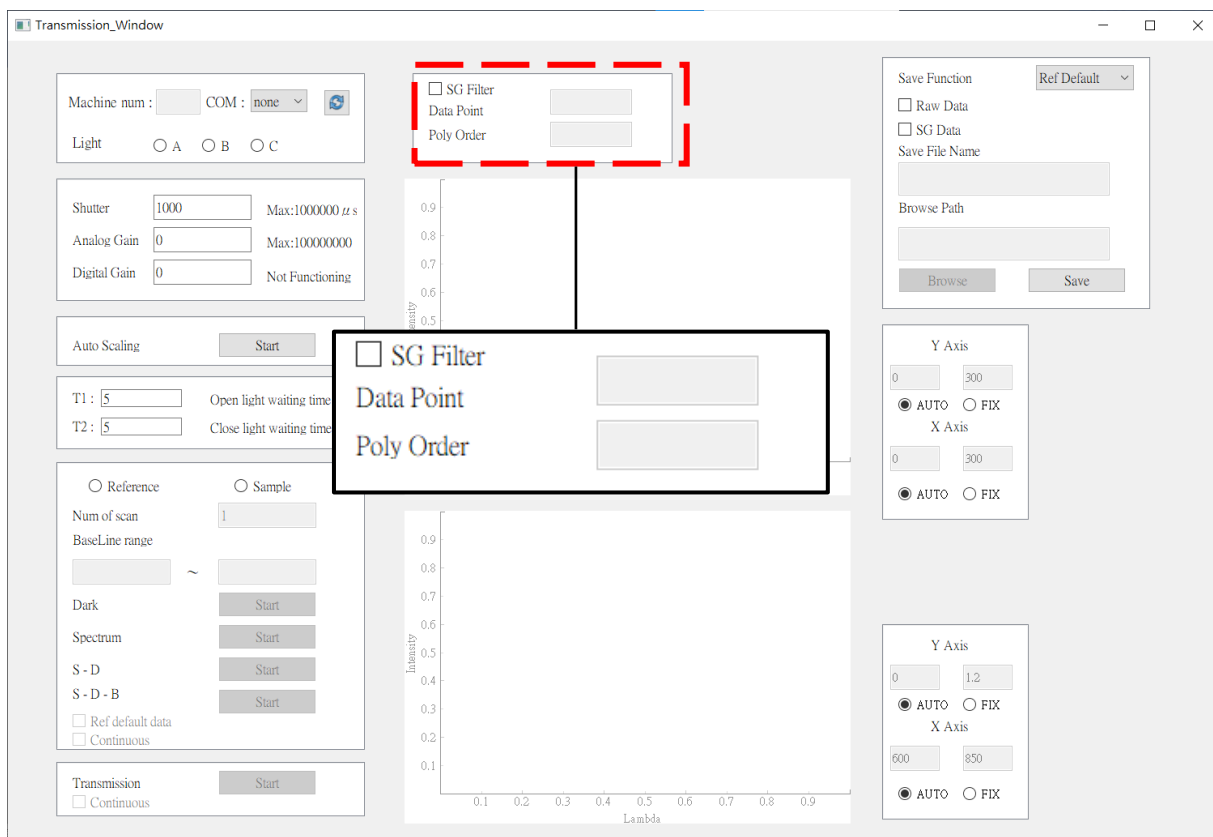 Transmission_Window
Machine num : COM : none
Light A B C
Shutter 1000 Max:1000000 μ s
Analog Gain 0 Max:100000000
Digital Gain 0 Not Functioning
Auto Scaling Start
T1 : 5 Open light waiting time
T2 : 5 Close light waiting time
Reference Sample
Num of scan 1
BaseLine range
~
Dark Start
Spectrum Start
S - D Start
S - D - B Start
Ref default data
Continuous
Transmission Start
Continuous
SG Filter
Data Point
Poly Order
0.9
0.8
0.7
0.6
0.5
SG Filter
Data Point
Poly Order
0.9
0.8
0.7
0.6
0.5
0.4
0.3
0.2
0.1
Intensity
0.1 0.2 0.3 0.4 0.5 0.6 0.7 0.8 0.9
Lambda
Save Function Ref Default
Raw Data
SG Data
Save File Name
Browse Path
Browse Save
Y Axis
0 300
AUTO FIX
X Axis
0 300
AUTO FIX
Y Axis
0 1.2
AUTO FIX
X Axis
600 850
AUTO FIX